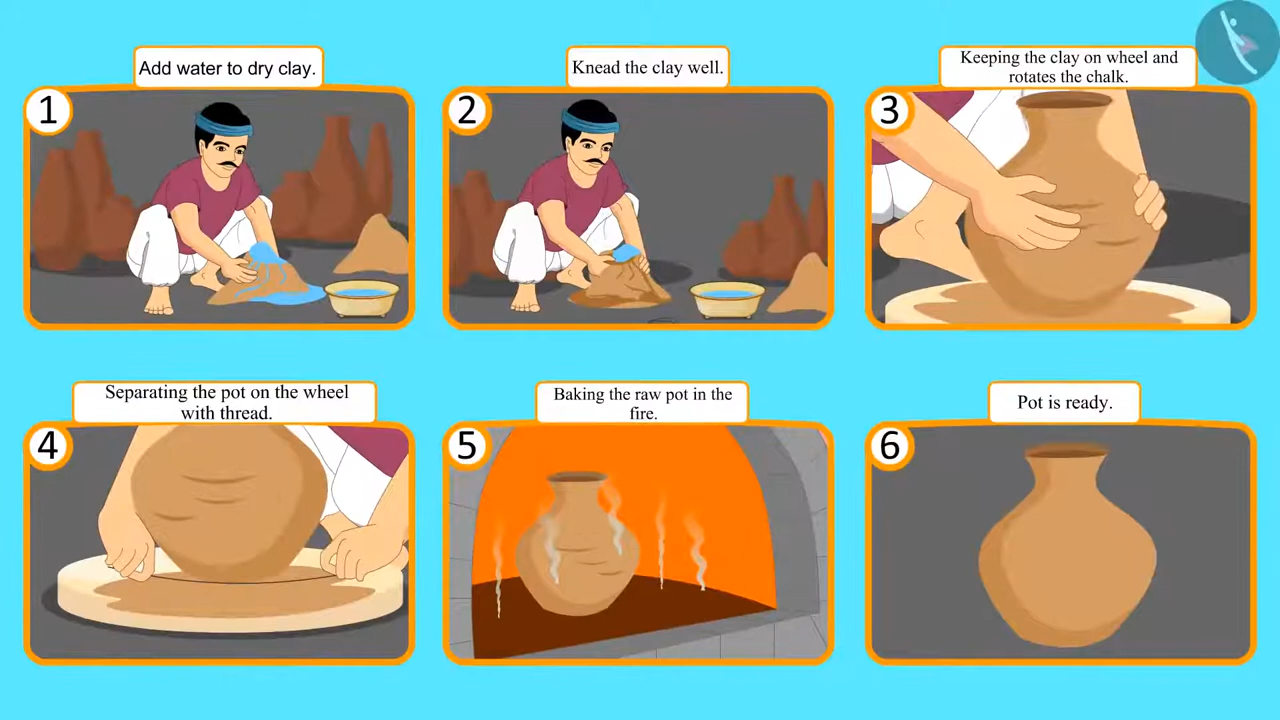 Add water to dry clay.
1
Knead the clay well.
2
Keeping the clay on wheel and
rotates the chalk.
3
Separating the pot on the wheel
with thread.
4
Baking the raw pot in the
fire.
5
Pot is ready.
6